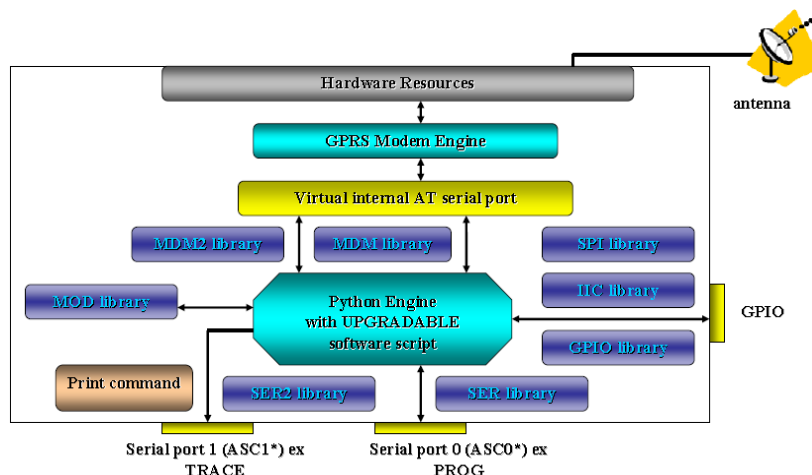 Hardware Resources
antenna
GPRS Modem Engine
Virtual internal AT serial port
MDM2 library
MDM library
SPI library
MOD library
Python Engine
with UPGRADABLE
software script
IIC library
GPIO
GPIO library
Print command
SER2 library
SER library
Serial port 1 (ASC1*) ex
TRACE
Serial port 0 (ASC0*) ex
PROG